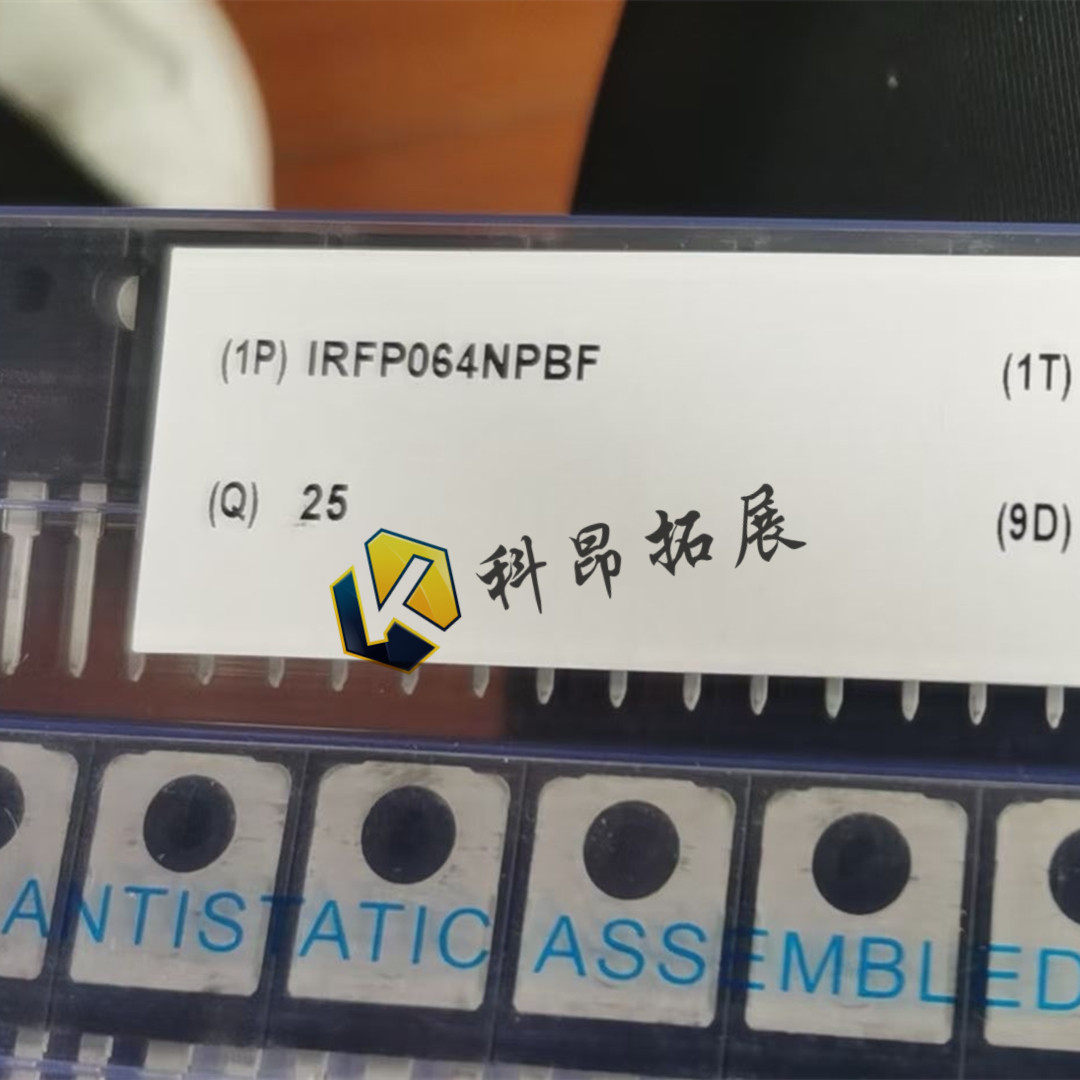 (1P) IRFP064NPBF
(1T)
(Q) 25
(9D)
科昂拓展
ANTISTATIC ASSEMBLED